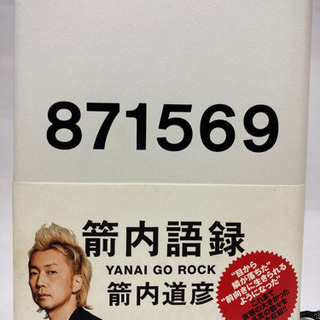 871569
箭内語録
YANAI GO ROCK
箭内道彦
"目から
鱗が落ちた"
"前向きに生きられる
ようになった"